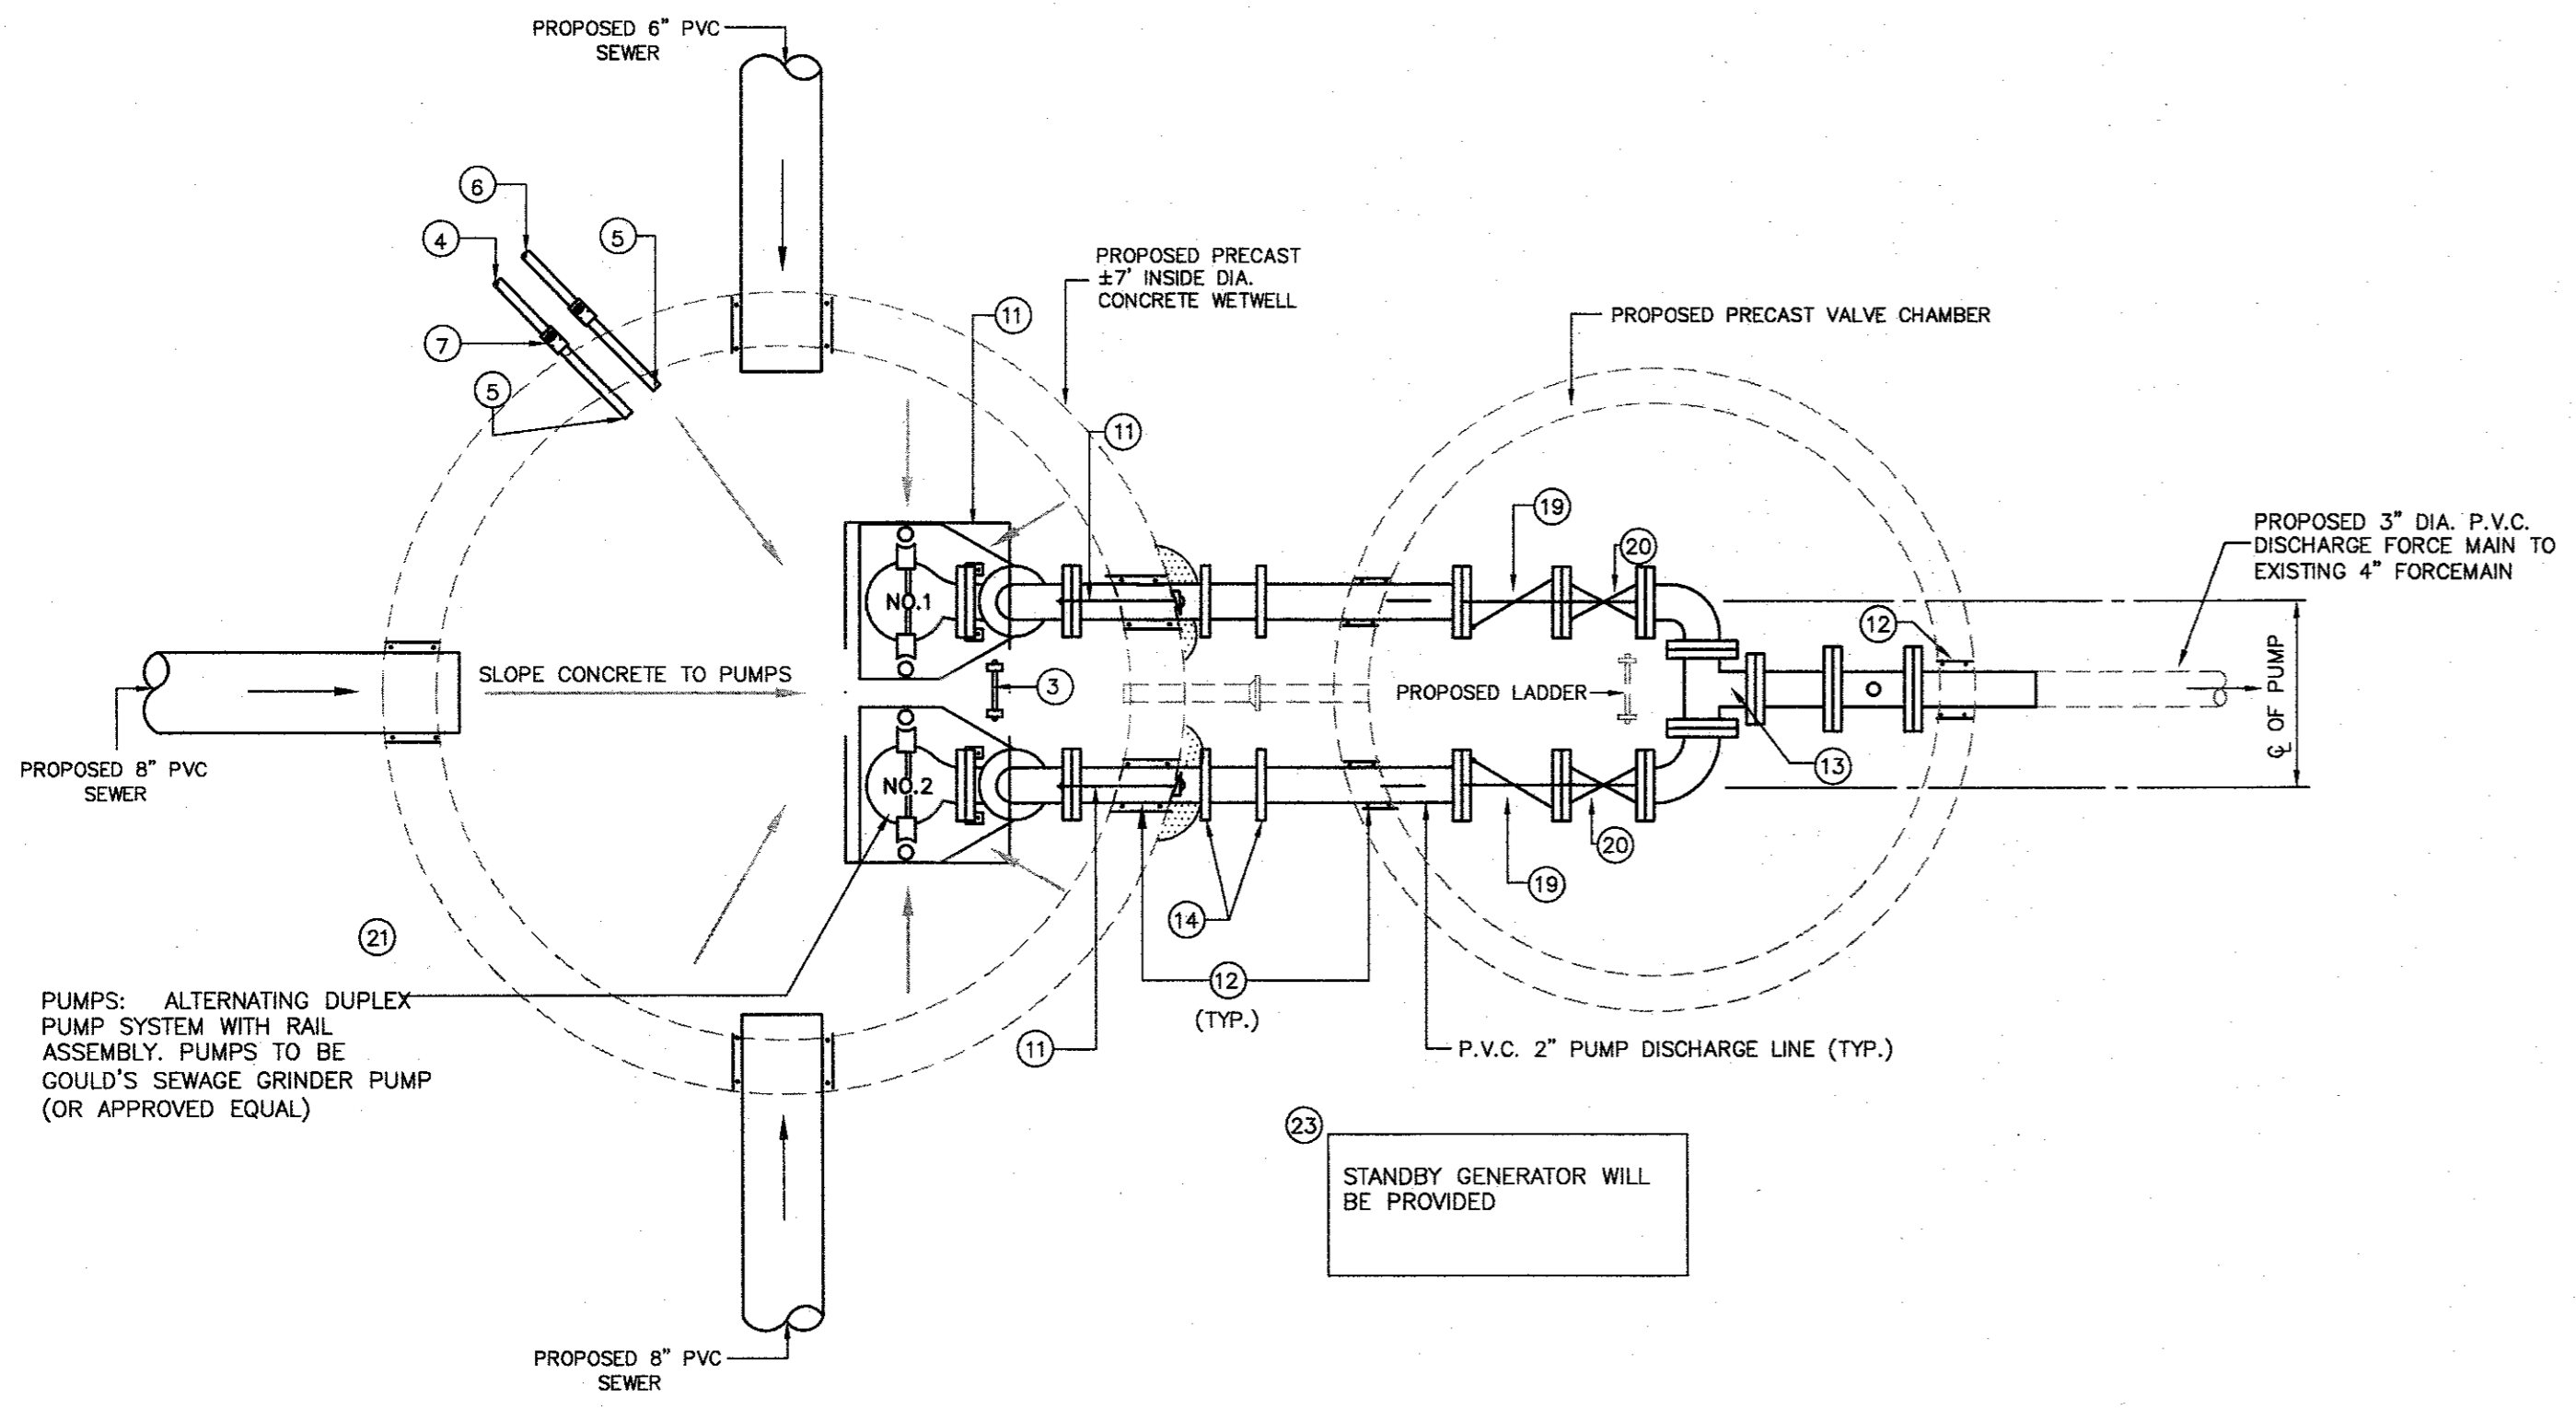 PROPOSED 6" PVC
SEWER
6
4
5
7
5
PROPOSED PRECAST
±7' INSIDE DIA.
CONCRETE WETWELL
11
11
PROPOSED PRECAST VALVE CHAMBER
19
20
PROPOSED 3" DIA. P.V.C.
DISCHARGE FORCE MAIN TO
EXISTING 4" FORCEMAIN
NO.1
12
SLOPE CONCRETE TO PUMPS
3
PROPOSED LADDER
℄ OF PUMP
PROPOSED 8" PVC
SEWER
NO.2
13
20
19
14
21
12
(TYP.)
PUMPS: ALTERNATING DUPLEX
PUMP SYSTEM WITH RAIL
ASSEMBLY. PUMPS TO BE
GOULD'S SEWAGE GRINDER PUMP
(OR APPROVED EQUAL)
11
P.V.C. 2" PUMP DISCHARGE LINE (TYP.)
23
STANDBY GENERATOR WILL
BE PROVIDED
PROPOSED 8" PVC
SEWER